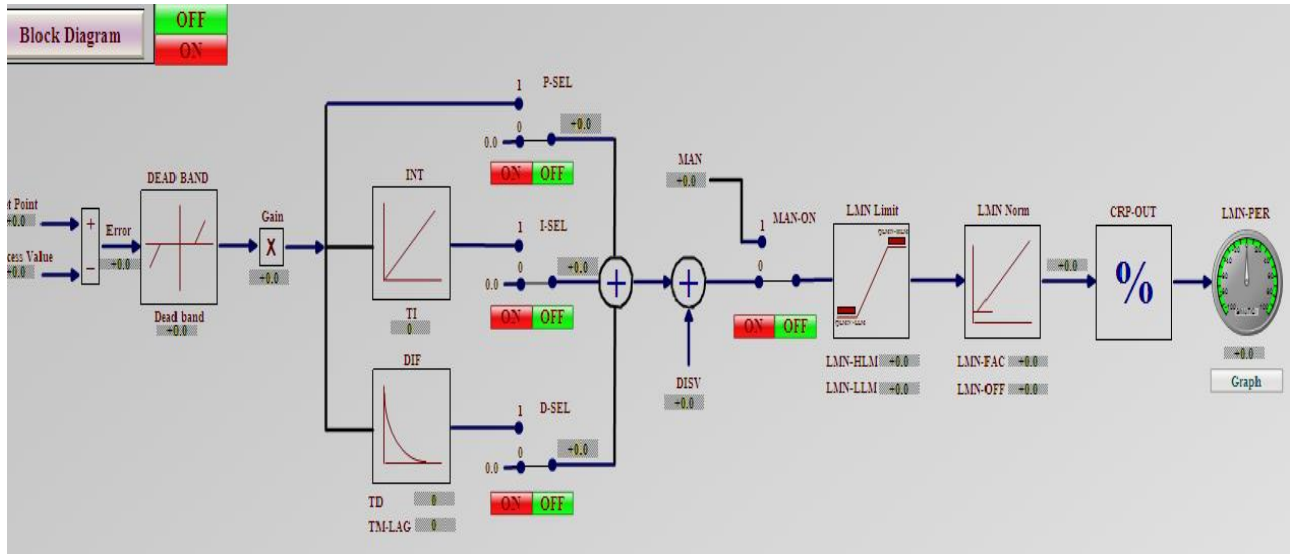 Block Diagram
OFF
ON
t Point
+0.0
cess Value
+0.0
+
−
Error
+0.0
DEAD BAND
Dead band
+0.0
Gain
X
+0.0
INT
TI
0
DIF
TD 0
TM-LAG 0
1 P-SEL
0
0.0
+0.0
ON OFF
1 I-SEL
0
0.0
+0.0
ON OFF
1 D-SEL
0
0.0
+0.0
ON OFF
+
+
DISV
+0.0
MAN
+0.0
1 MAN-ON
0
ON OFF
LMN Limit
QLMN-HLM
QLMN-LLM
LMN-HLM +0.0
LMN-LLM +0.0
LMN Norm
LMN-FAC +0.0
LMN-OFF +0.0
+0.0
CRP-OUT
%
LMN-PER
+0.0
Graph